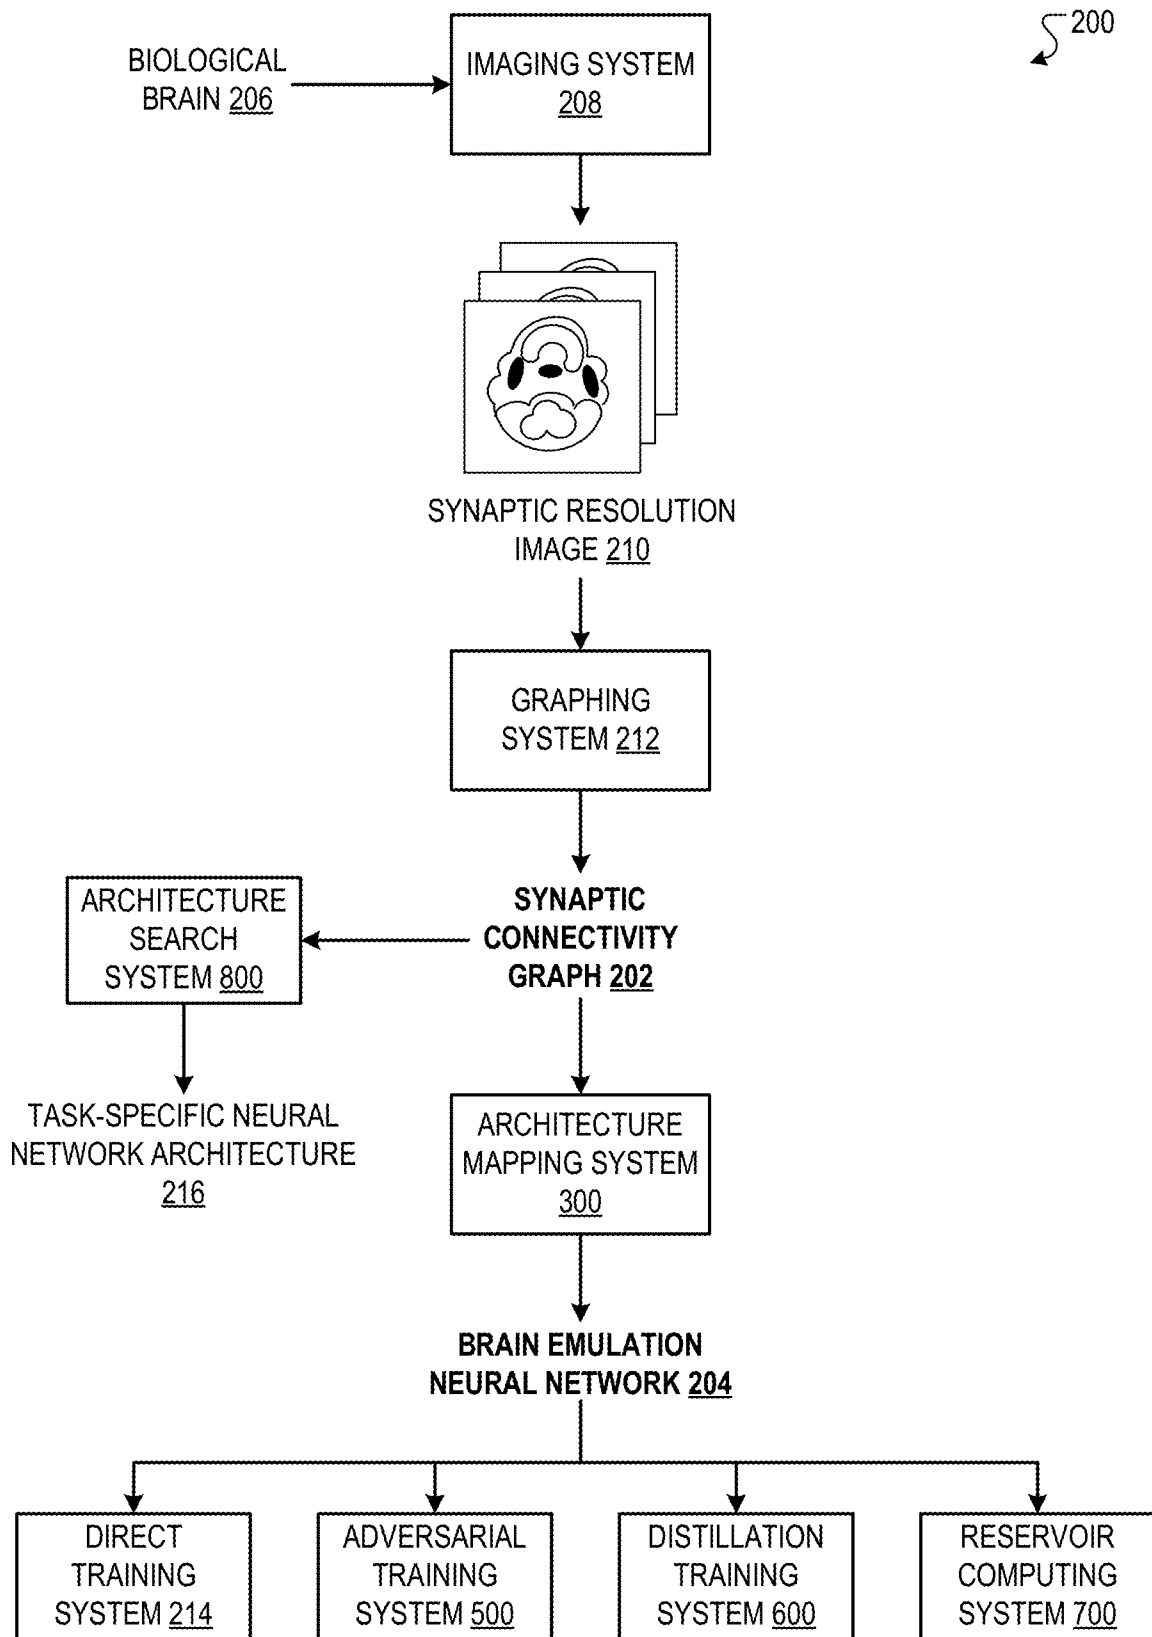 200
BIOLOGICAL
BRAIN 206
IMAGING SYSTEM
208
SYNAPTIC RESOLUTION
IMAGE 210
GRAPHING
SYSTEM 212
ARCHITECTURE
SEARCH
SYSTEM 800
SYNAPTIC
CONNECTIVITY
GRAPH 202
TASK-SPECIFIC NEURAL
NETWORK ARCHITECTURE
216
ARCHITECTURE
MAPPING SYSTEM
300
BRAIN EMULATION
NEURAL NETWORK 204
DIRECT
TRAINING
SYSTEM 214
ADVERSARIAL
TRAINING
SYSTEM 500
DISTILLATION
TRAINING
SYSTEM 600
RESERVOIR
COMPUTING
SYSTEM 700